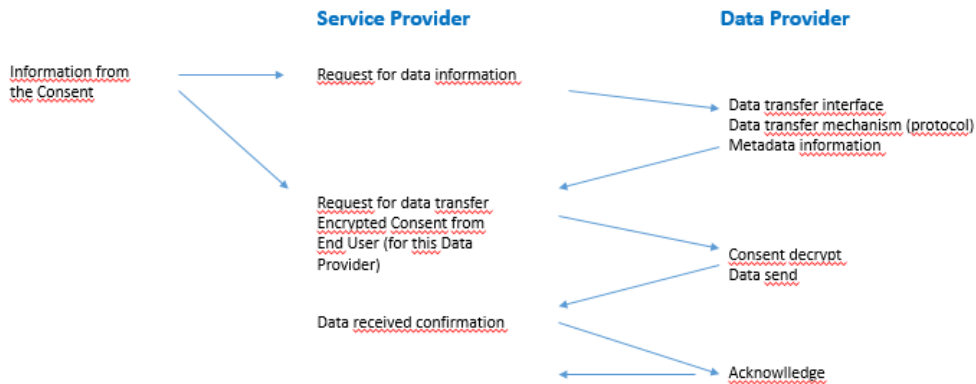 Service Provider
Data Provider
Information from
the Consent
Request for data information
Data transfer interface
Data transfer mechanism (protocol)
Metadata information
Request for data transfer
Encrypted Consent from
End User (for this Data
Provider)
Consent decrypt
Data send
Data received confirmation
Acknowlledge